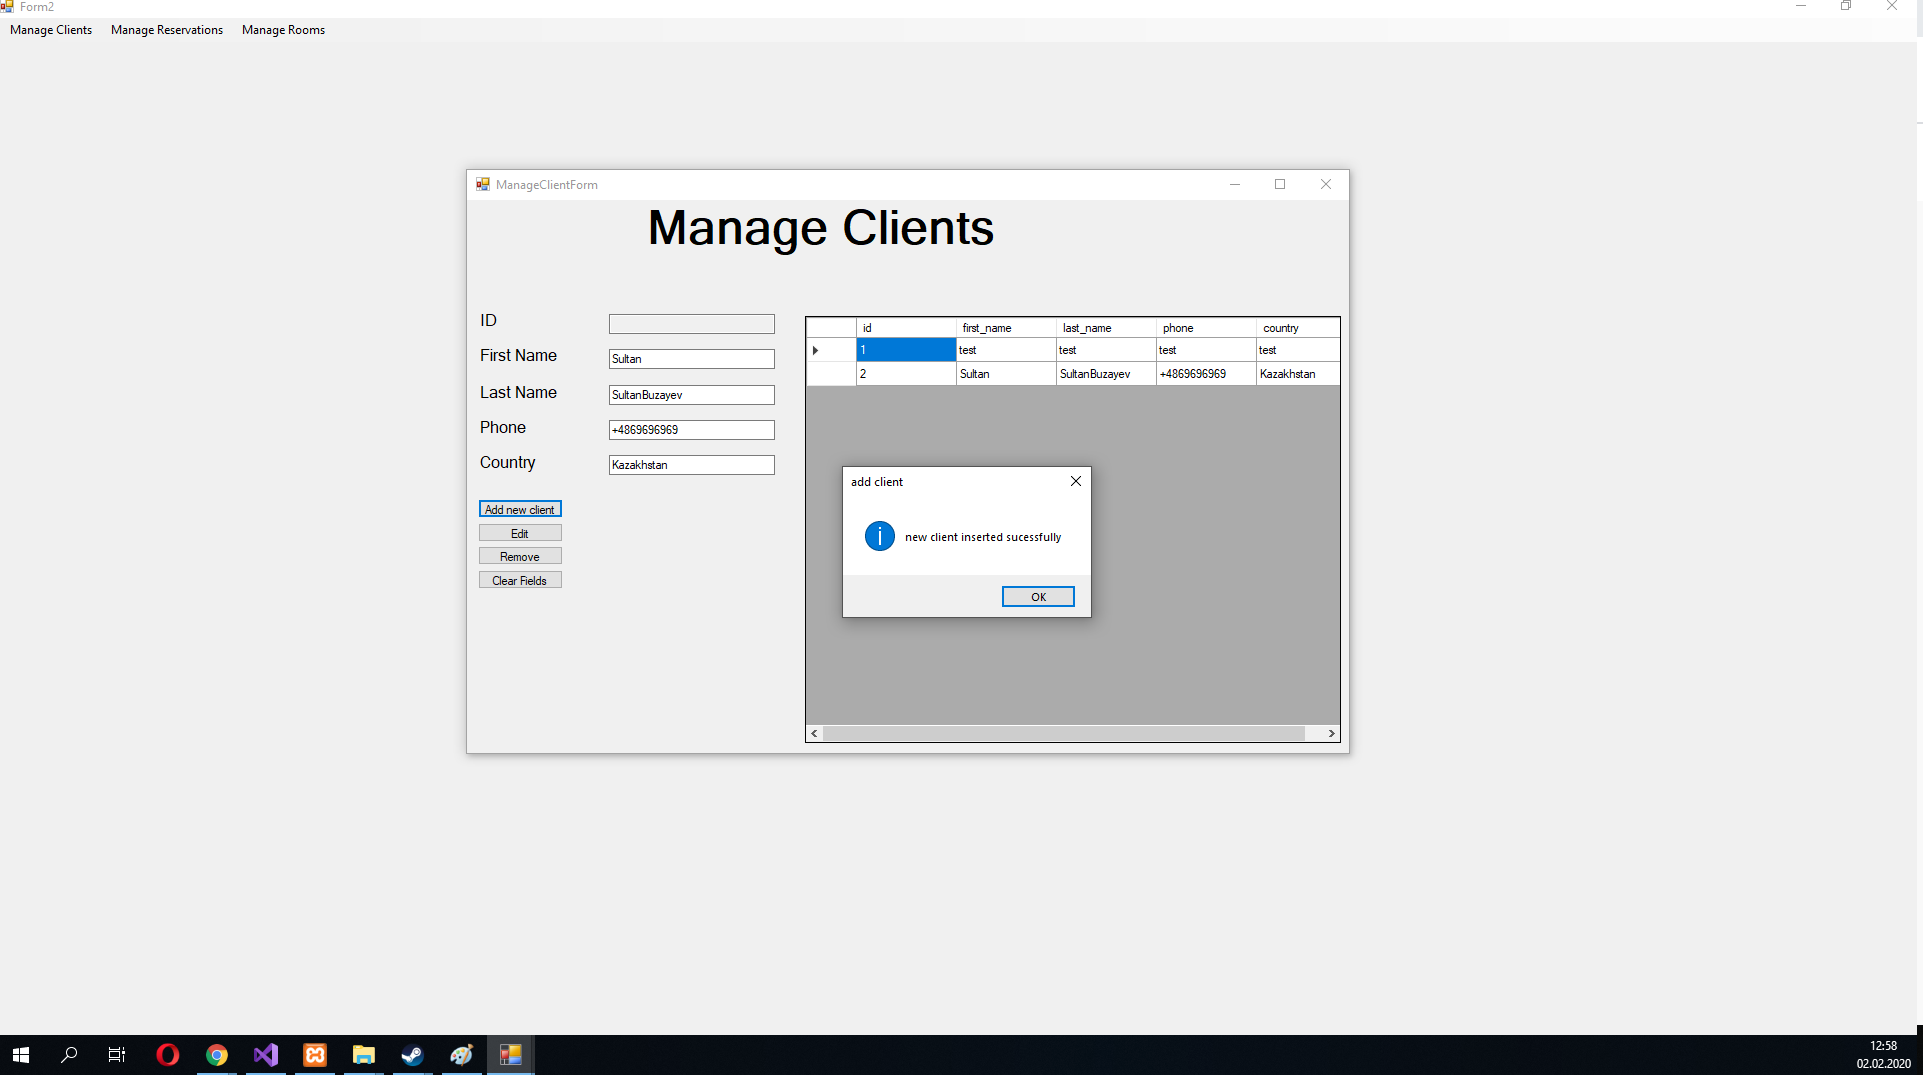 Form2
Manage Clients Manage Reservations Manage Rooms
ManageClientForm
Manage Clients
ID
First Name Sultan
Last Name SultanBuzayev
Phone +4869696969
Country Kazakhstan
Add new client
Edit
Remove
Clear Fields
id first_name last_name phone country
1 test test test test
2 Sultan SultanBuzayev +4869696969 Kazakhstan
add client
new client inserted sucessfully
OK
12:58
02.02.2020